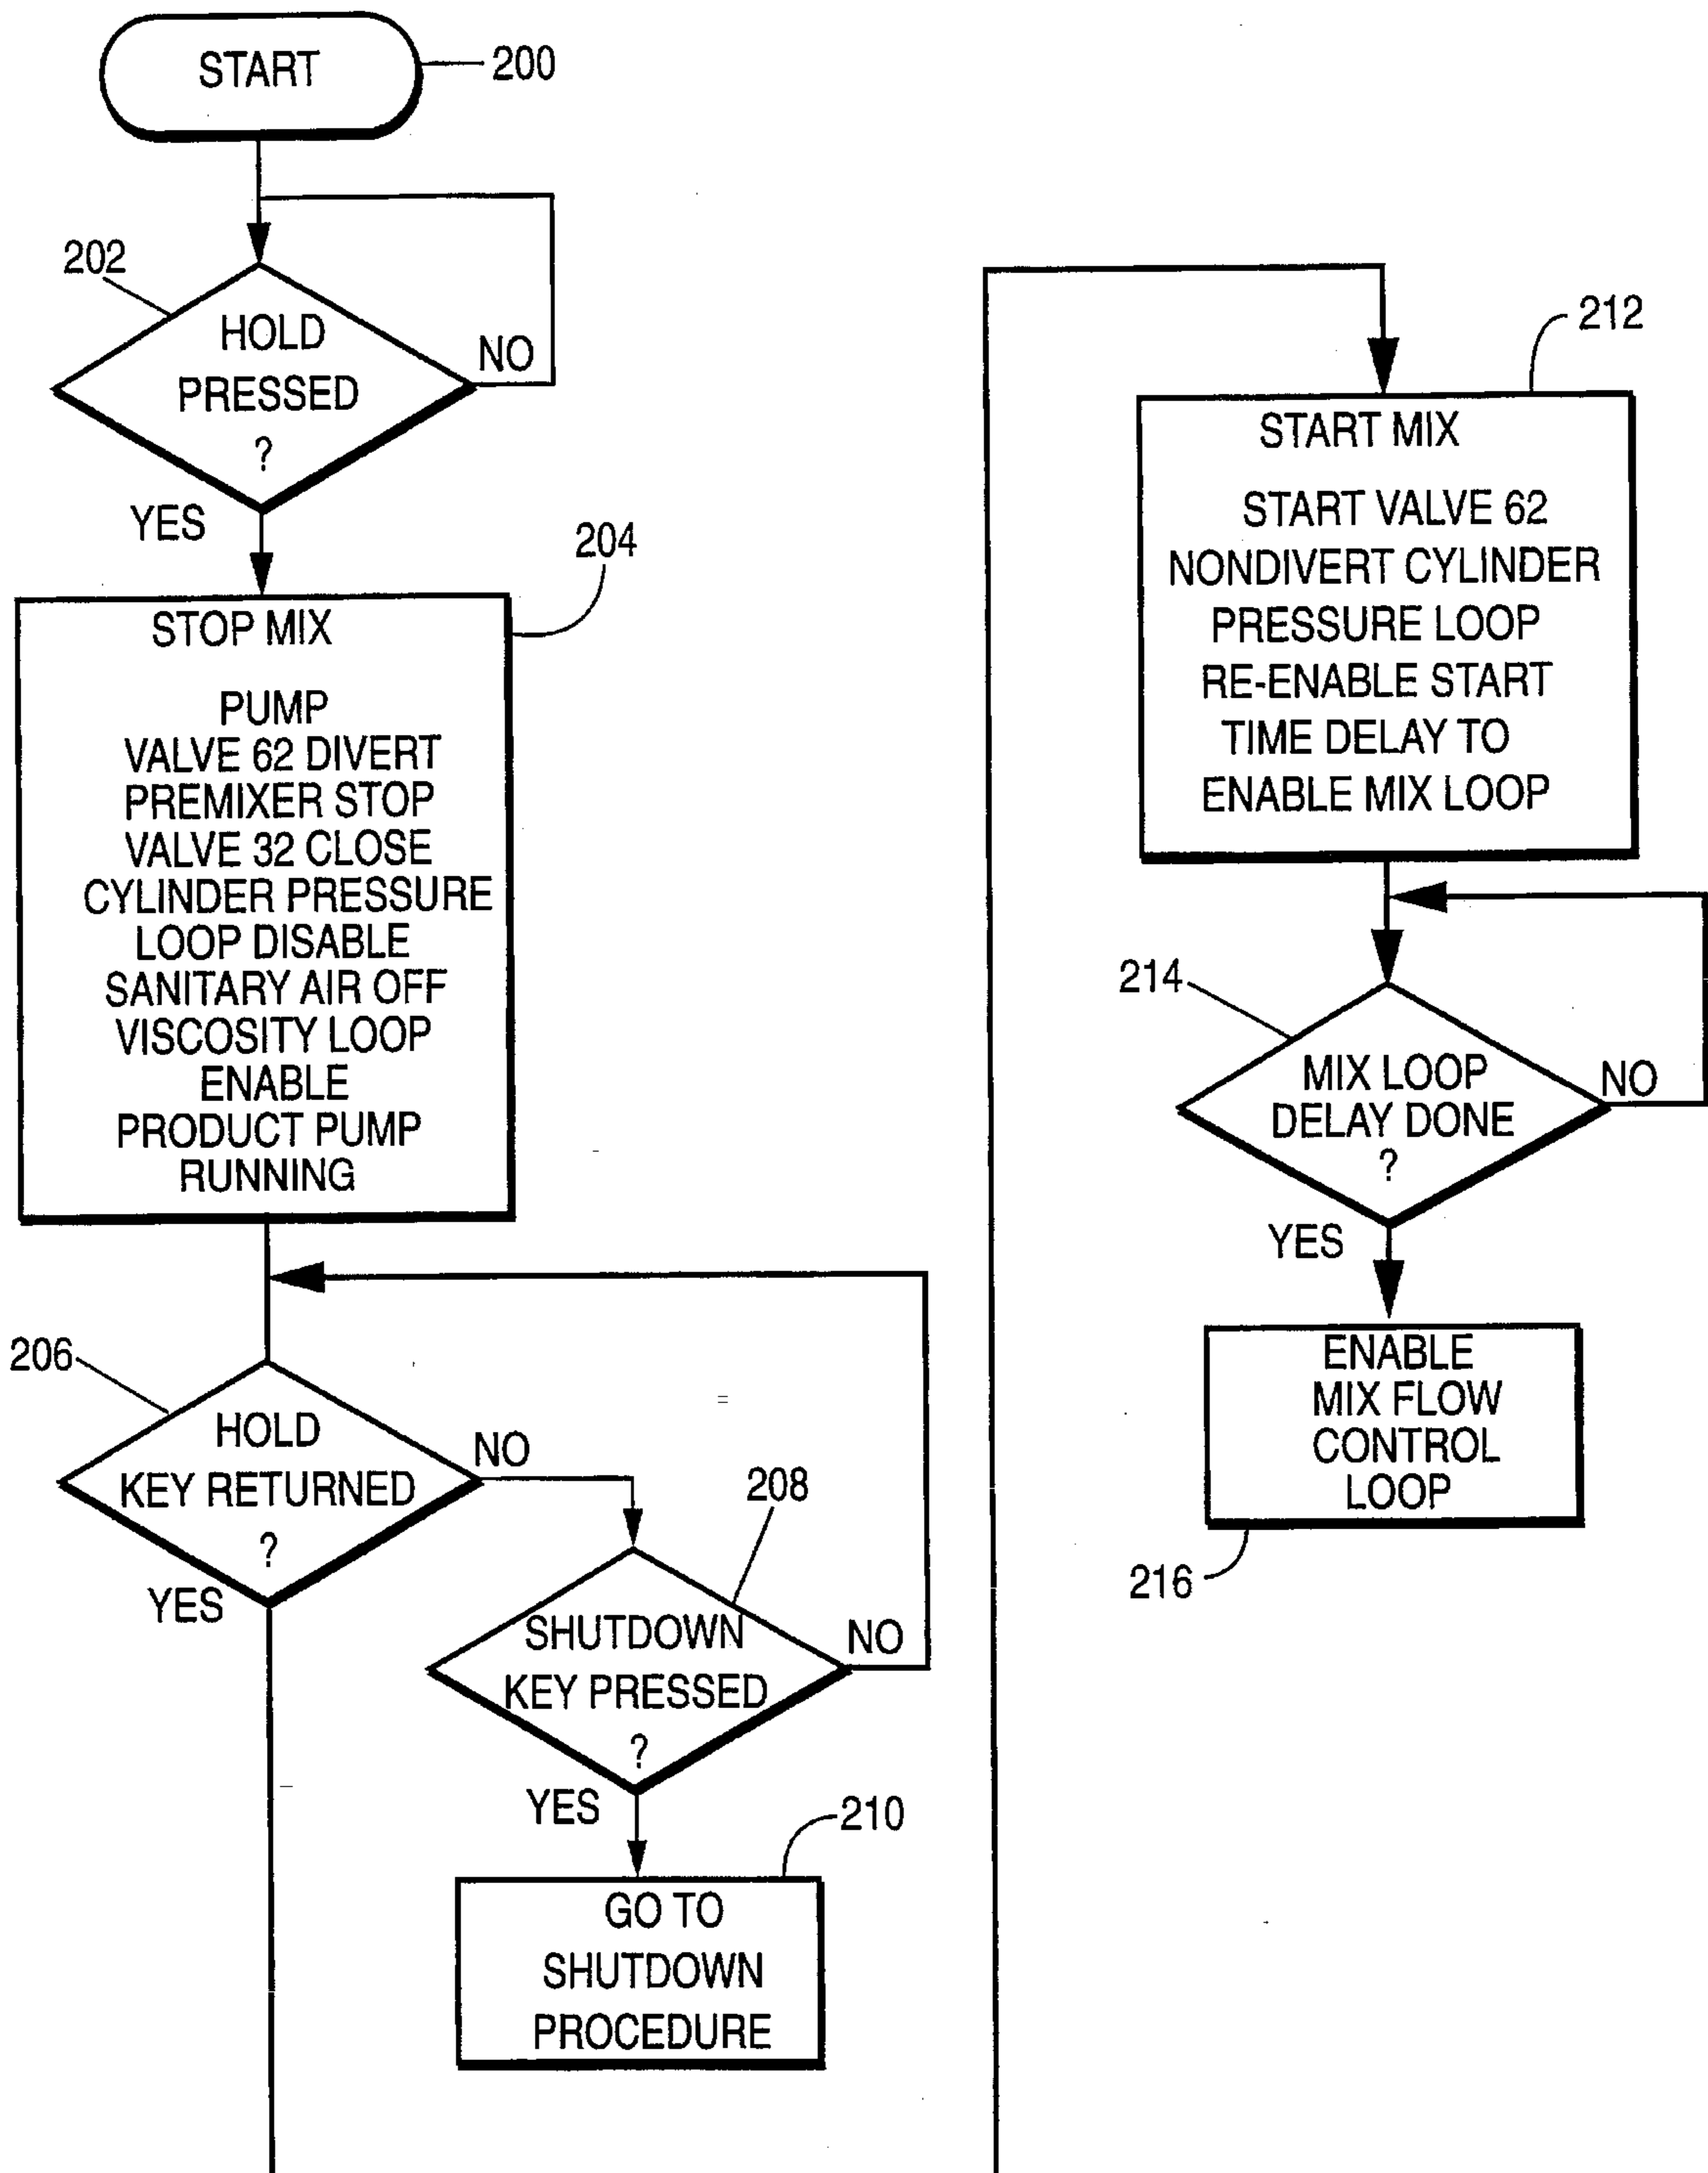 START
200
202
HOLD
PRESSED
?
NO
YES
204
STOP MIX
PUMP
VALVE 62 DIVERT
PREMIXER STOP
VALVE 32 CLOSE
CYLINDER PRESSURE
LOOP DISABLE
SANITARY AIR OFF
VISCOSITY LOOP
ENABLE
PRODUCT PUMP
RUNNING
206
HOLD
KEY RETURNED
?
NO
YES
208
SHUTDOWN
KEY PRESSED
?
NO
YES
210
GO TO
SHUTDOWN
PROCEDURE
212
START MIX
START VALVE 62
NONDIVERT CYLINDER
PRESSURE LOOP
RE-ENABLE START
TIME DELAY TO
ENABLE MIX LOOP
214
MIX LOOP
DELAY DONE
?
NO
YES
ENABLE
MIX FLOW
CONTROL
LOOP
216